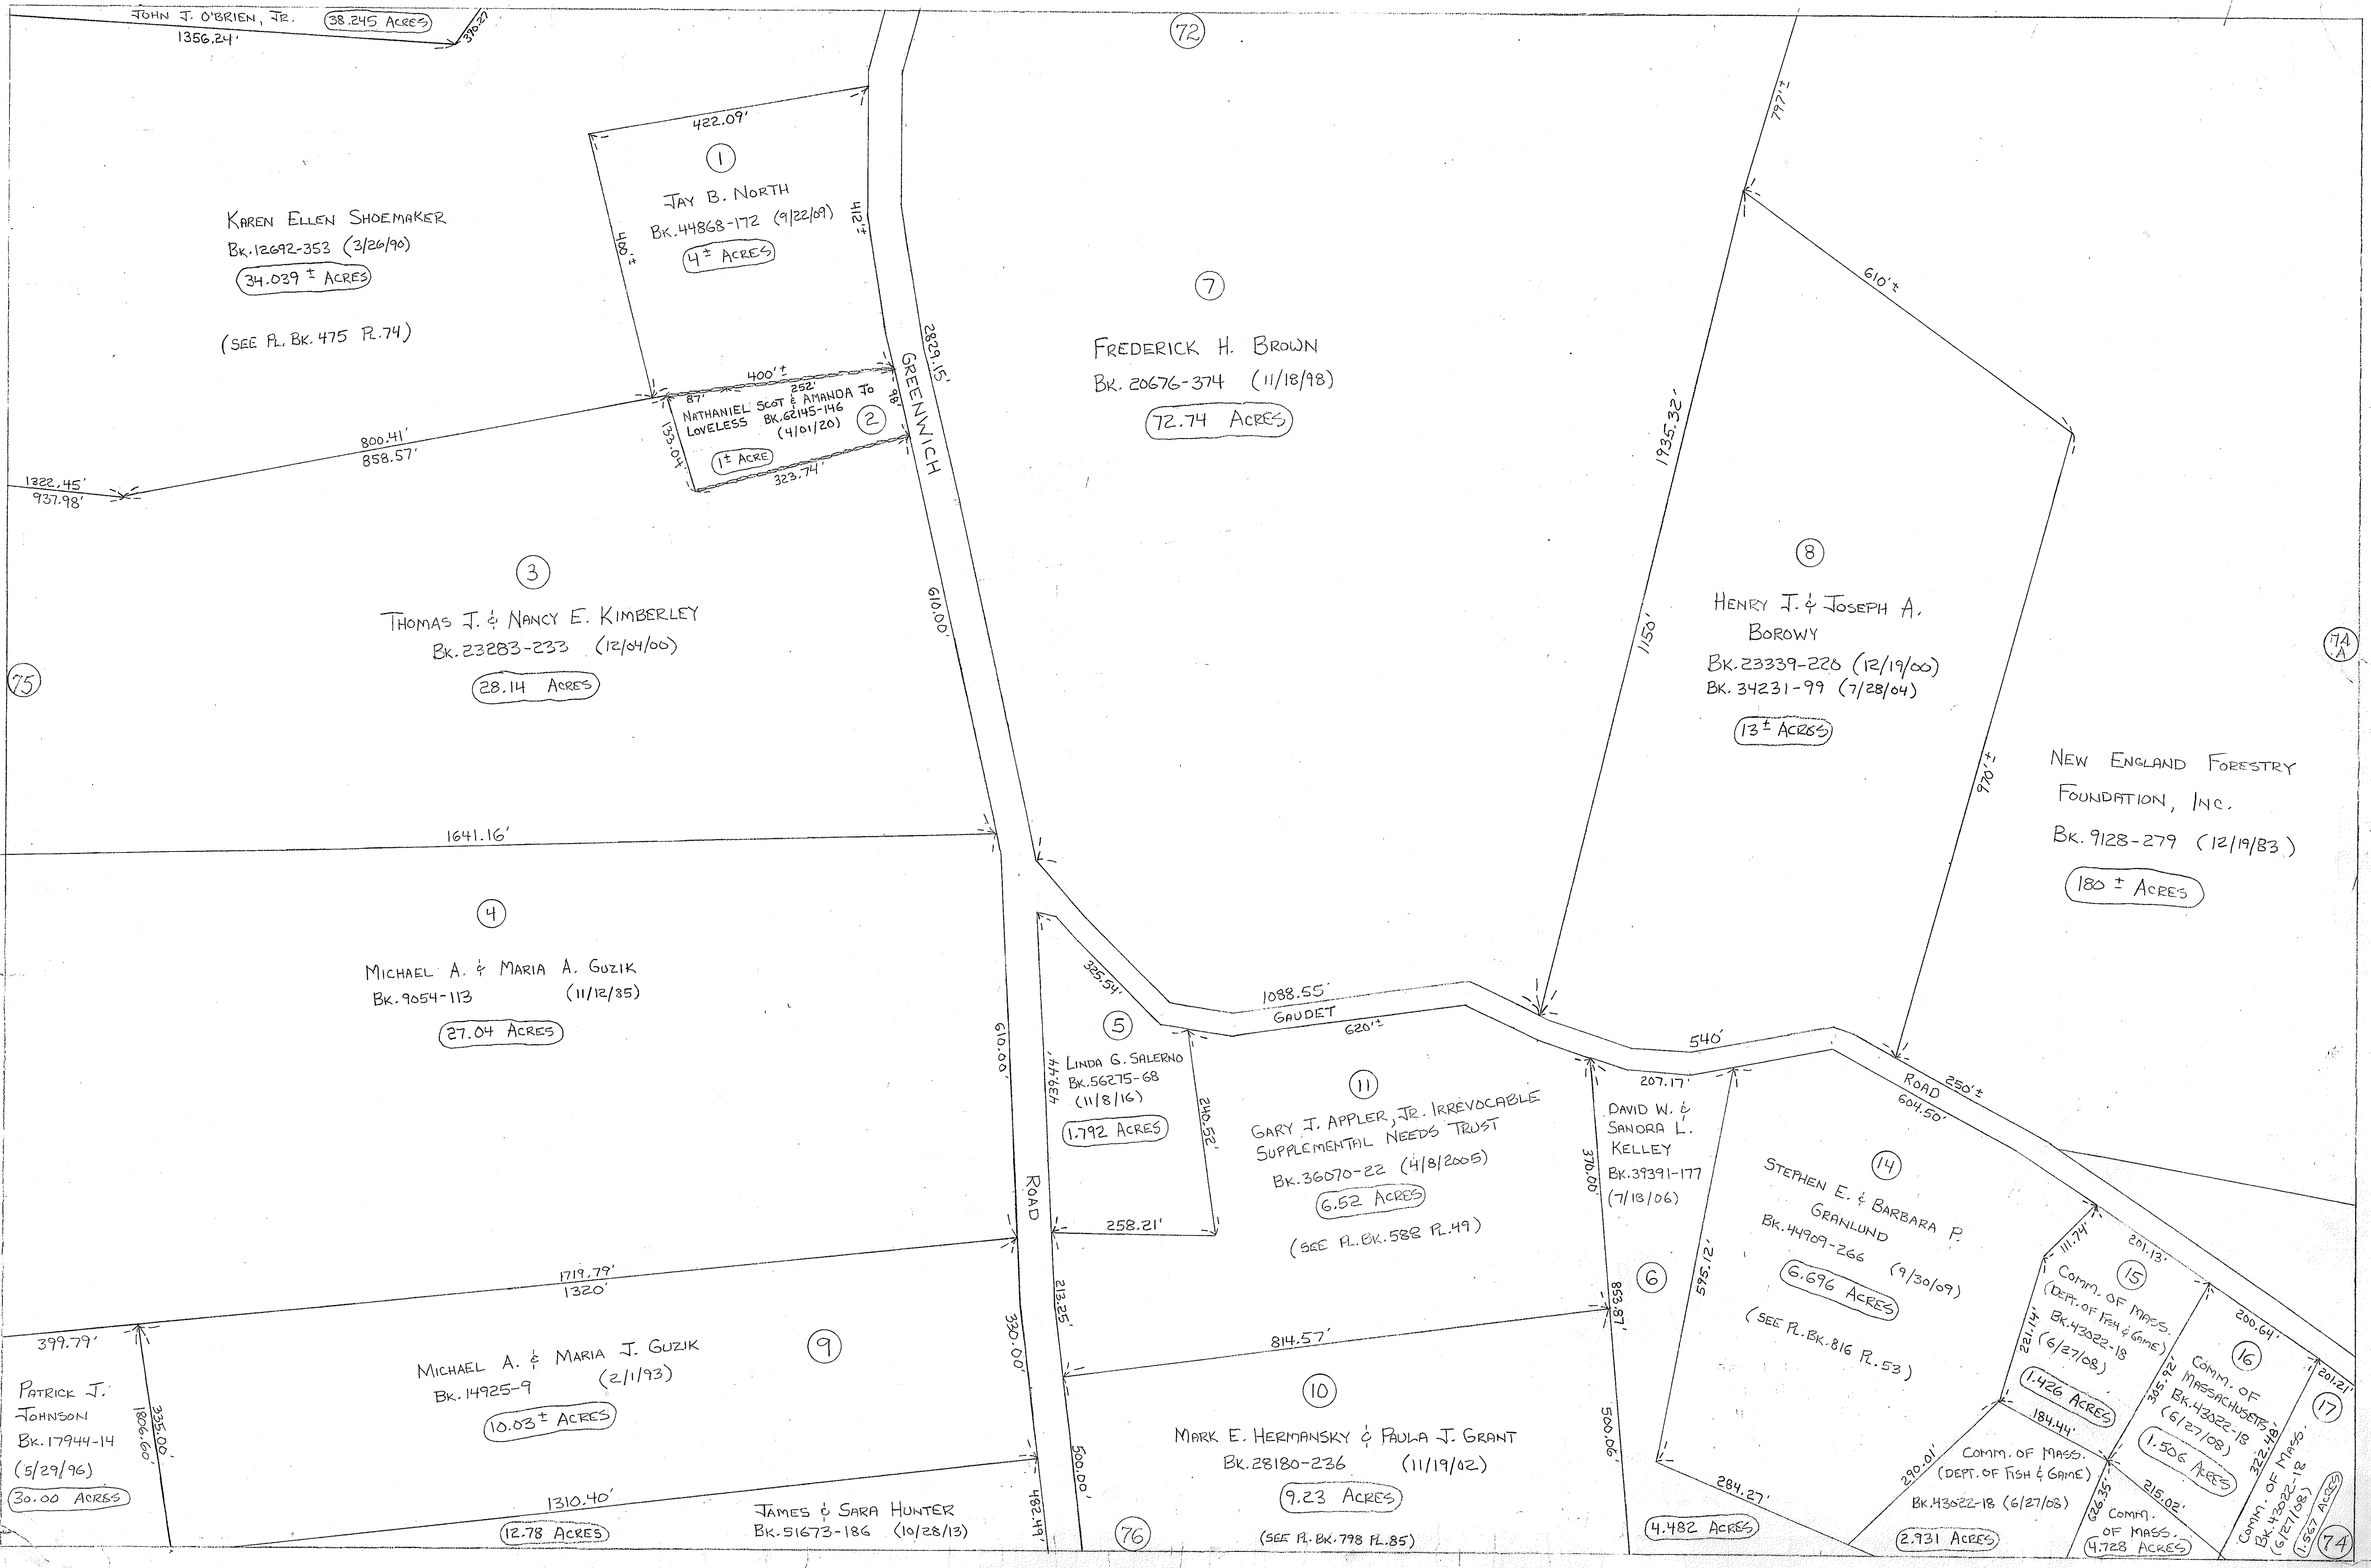 JOHN J. O'BRIEN, JR. 38.245 ACRES
1356.24'
390.27
72
797'±
422.09'
1
JAY B. NORTH
BK.44868-172 (9/22/09)
4± ACRES
412'±
480'±
KAREN ELLEN SHOEMAKER
BK.12692-353 (3/26/90)
34.039± ACRES
(SEE PL. BK. 475 PL.74)
400'±
252'
87'
98'
NATHANIEL SCOT & AMANDA JO
LOVELESS BK.62145-146
(4/01/20)
2
1± ACRE
133.04'
323.74'
GREENWICH
2829.15'
7
FREDERICK H. BROWN
BK. 20676-374 (11/18/98)
72.74 ACRES
1935.32'
610'±
800.41'
858.57'
1322.45'
937.98'
3
THOMAS J. & NANCY E. KIMBERLEY
BK.23283-233 (12/04/00)
28.14 ACRES
610.00'
75
1150'
8
HENRY J. & JOSEPH A.
BOROWY
BK.23339-220 (12/19/00)
BK. 34231-99 (7/28/04)
13± ACRES
970'±
7A
A
NEW ENGLAND FORESTRY
FOUNDATION, INC.
BK. 9128-279 (12/19/83)
180± ACRES
1641.16'
4
MICHAEL A. & MARIA A. GUZIK
BK.9054-113 (11/12/85)
27.04 ACRES
610.00'
ROAD
325.54'
439.44'
5
LINDA G. SALERNO
BK.56275-68
(11/8/16)
1.792 ACRES
240.52'
258.21'
1088.55'
GAUDET
620'±
11
GARY J. APPLER, JR. IRREVOCABLE
SUPPLEMENTAL NEEDS TRUST
BK.36070-22 (4/8/2005)
6.52 ACRES
(SEE PL.BK.588 PL.49)
540'
207.17'
DAVID W. &
SANDRA L.
KELLEY
BK.39391-177
(7/13/06)
370.00'
6
853.87'
595.12'
4.482 ACRES
ROAD
250'±
604.50'
14
STEPHEN E. & BARBARA P.
GRANLUND
BK.44909-266 (9/30/09)
6.696 ACRES
(SEE PL.BK.816 PL.53)
111.74'
201.13'
15
COMM. OF MASS.
(DEPT. OF FISH & GAME)
BK.43022-18
(6/27/08)
1.426 ACRES
221.14'
184.44'
200.64'
16
COMM. OF
MASSACHUSETTS
BK.43022-18
(6/27/08)
1.506 ACRES
322.48'
215.02'
201.21'
17
COMM. OF MASS.
BK.43022-18
(6/27/08)
1.567 ACRES
74
1719.79'
1320'
399.79'
PATRICK J.
JOHNSON
BK.17944-14
(5/29/96)
30.00 ACRES
335.00'
1806.60'
MICHAEL A. & MARIA J. GUZIK
BK.14925-9 (2/1/93)
10.03± ACRES
9
330.00'
213.25'
814.57'
10
MARK E. HERMANSKY & PAULA J. GRANT
BK.28180-236 (11/19/02)
9.23 ACRES
(SEE PL.BK.798 PL.85)
500.00'
500.06'
1310.40'
12.78 ACRES
JAMES & SARA HUNTER
BK.51673-186 (10/28/13)
482.49'
76
284.27'
290.01'
COMM. OF MASS.
(DEPT. OF FISH & GAME)
BK.43022-18 (6/27/08)
2.931 ACRES
626.35'
COMM.
OF MASS.
4.728 ACRES